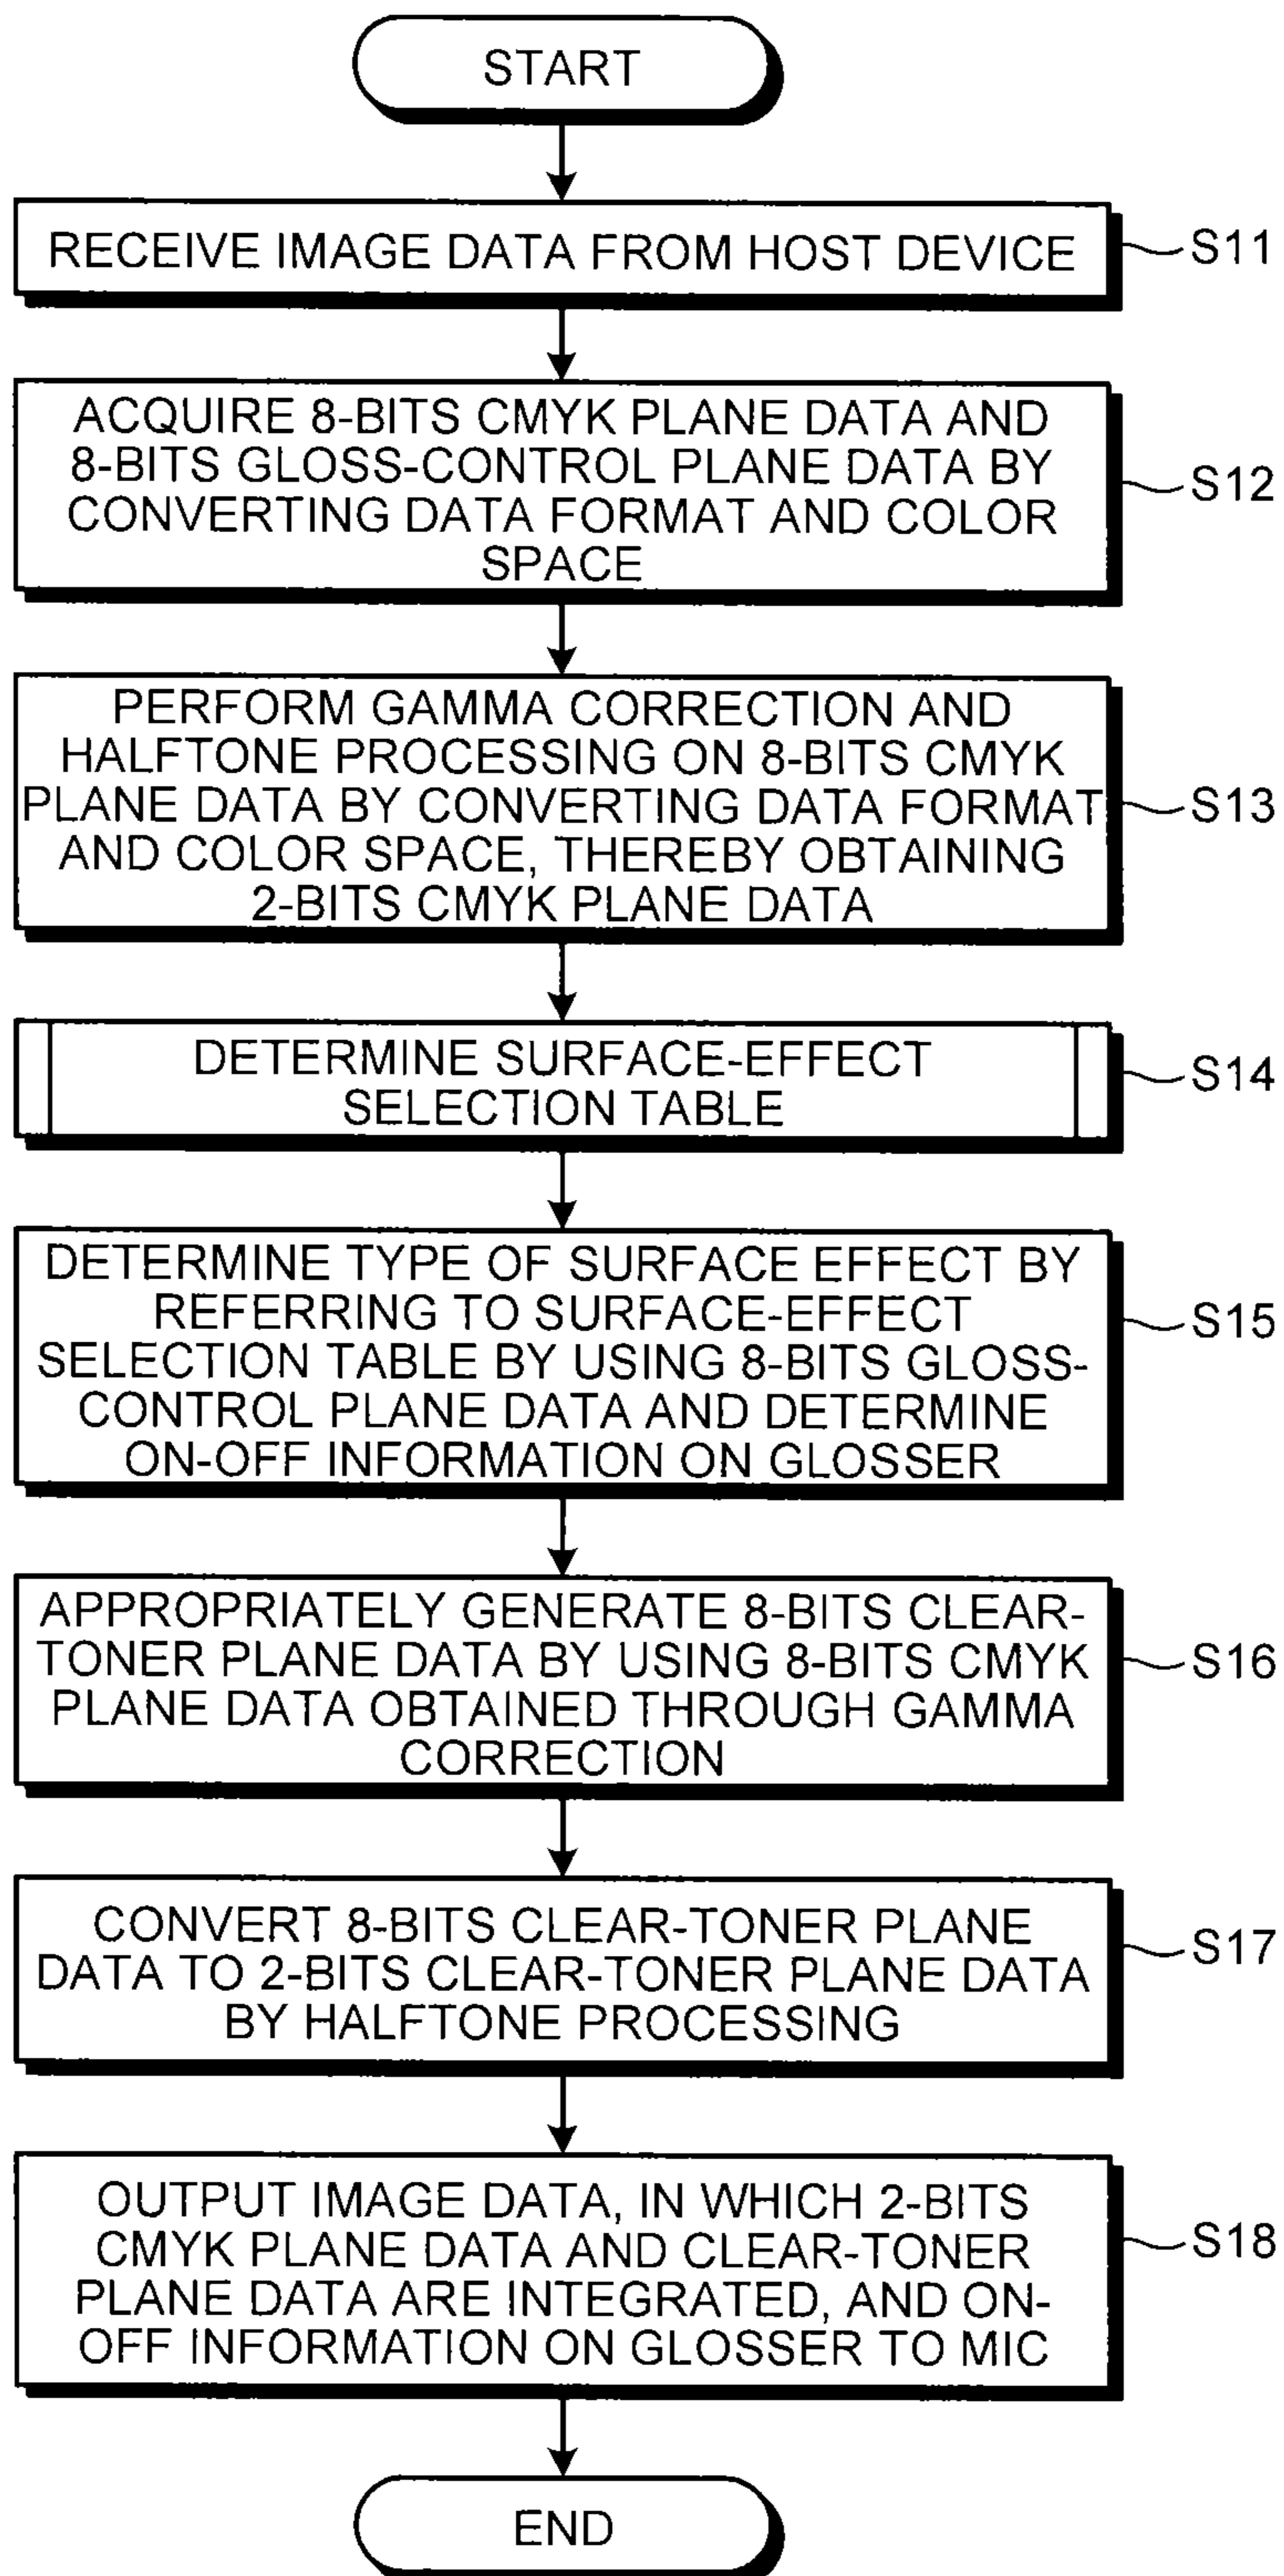 START
RECEIVE IMAGE DATA FROM HOST DEVICE
S11
ACQUIRE 8-BITS CMYK PLANE DATA AND
8-BITS GLOSS-CONTROL PLANE DATA BY
CONVERTING DATA FORMAT AND COLOR
SPACE
S12
PERFORM GAMMA CORRECTION AND
HALFTONE PROCESSING ON 8-BITS CMYK
PLANE DATA BY CONVERTING DATA FORMAT
AND COLOR SPACE, THEREBY OBTAINING
2-BITS CMYK PLANE DATA
S13
DETERMINE SURFACE-EFFECT
SELECTION TABLE
S14
DETERMINE TYPE OF SURFACE EFFECT BY
REFERRING TO SURFACE-EFFECT
SELECTION TABLE BY USING 8-BITS GLOSS-
CONTROL PLANE DATA AND DETERMINE
ON-OFF INFORMATION ON GLOSSER
S15
APPROPRIATELY GENERATE 8-BITS CLEAR-
TONER PLANE DATA BY USING 8-BITS CMYK
PLANE DATA OBTAINED THROUGH GAMMA
CORRECTION
S16
CONVERT 8-BITS CLEAR-TONER PLANE
DATA TO 2-BITS CLEAR-TONER PLANE DATA
BY HALFTONE PROCESSING
S17
OUTPUT IMAGE DATA, IN WHICH 2-BITS
CMYK PLANE DATA AND CLEAR-TONER
PLANE DATA ARE INTEGRATED, AND ON-
OFF INFORMATION ON GLOSSER TO MIC
S18
END